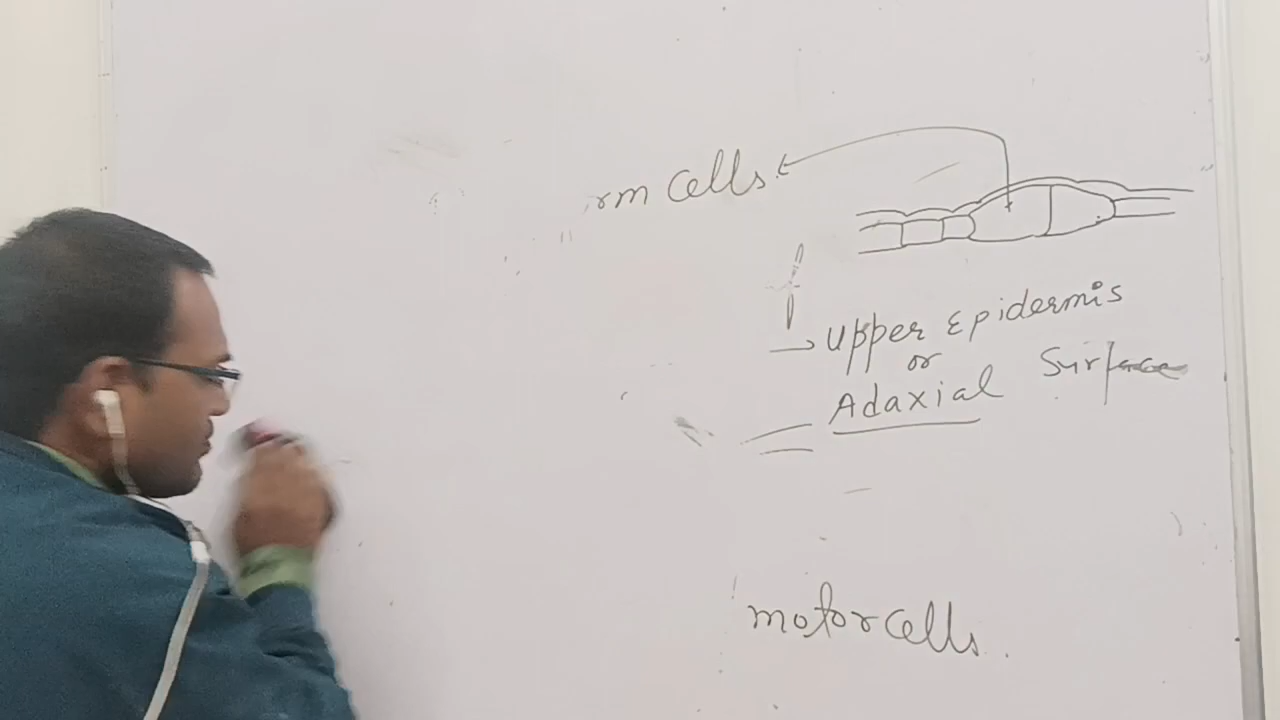 rm Cells
Upper Epidermis
or
Adaxial Surface
motor cells.